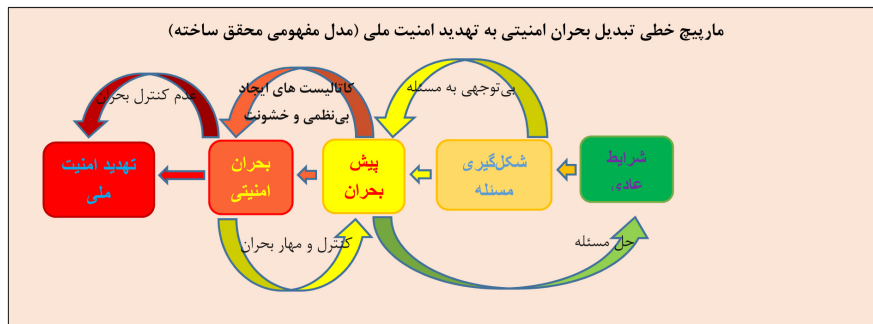 مارپیچ خطی تبدیل بحران امنیتی به تهدید امنیت ملی (مدل مفهومی محقق ساخته)
بی‌توجهی به مسئله
کاتالیست های ایجاد
بی‌نظمی و خشونت
عدم کنترل بحران
شرایط
عادی
شکل‌گیری
مسئله
پیش
بحران
بحران
امنیتی
تهدید امنیت
ملی
حل مسئله
کنترل و مهار بحران